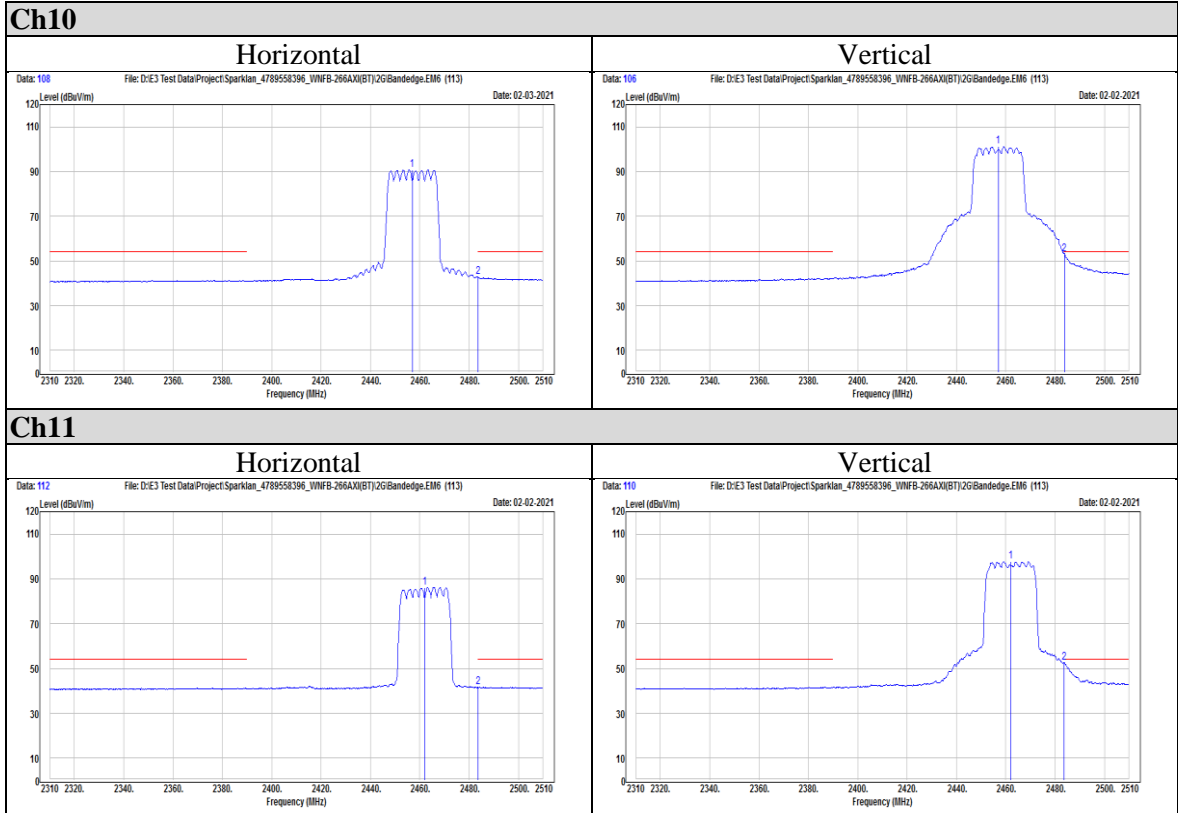 Ch10
Horizontal Vertical
Data: 108 File: D:\E3 Test Data\Project\Sparklan_4789558396_WNFB-266AXI(BT)\2G\Bandedge.EM6 (113)
120 Level (dBuV/m) Date: 02-03-2021
110
90
70
50
30
10
0
1
2
2310 2320. 2340. 2360. 2380. 2400. 2420. 2440. 2460. 2480. 2500. 2510
Frequency (MHz)
Data: 106 File: D:\E3 Test Data\Project\Sparklan_4789558396_WNFB-266AXI(BT)\2G\Bandedge.EM6 (113)
120 Level (dBuV/m) Date: 02-02-2021
110
90
70
50
30
10
0
1
2
2310 2320. 2340. 2360. 2380. 2400. 2420. 2440. 2460. 2480. 2500. 2510
Frequency (MHz)
Ch11
Horizontal Vertical
Data: 112 File: D:\E3 Test Data\Project\Sparklan_4789558396_WNFB-266AXI(BT)\2G\Bandedge.EM6 (113)
120 Level (dBuV/m) Date: 02-02-2021
110
90
70
50
30
10
0
1
2
2310 2320. 2340. 2360. 2380. 2400. 2420. 2440. 2460. 2480. 2500. 2510
Frequency (MHz)
Data: 110 File: D:\E3 Test Data\Project\Sparklan_4789558396_WNFB-266AXI(BT)\2G\Bandedge.EM6 (113)
120 Level (dBuV/m) Date: 02-02-2021
110
90
70
50
30
10
0
1
2
2310 2320. 2340. 2360. 2380. 2400. 2420. 2440. 2460. 2480. 2500. 2510
Frequency (MHz)